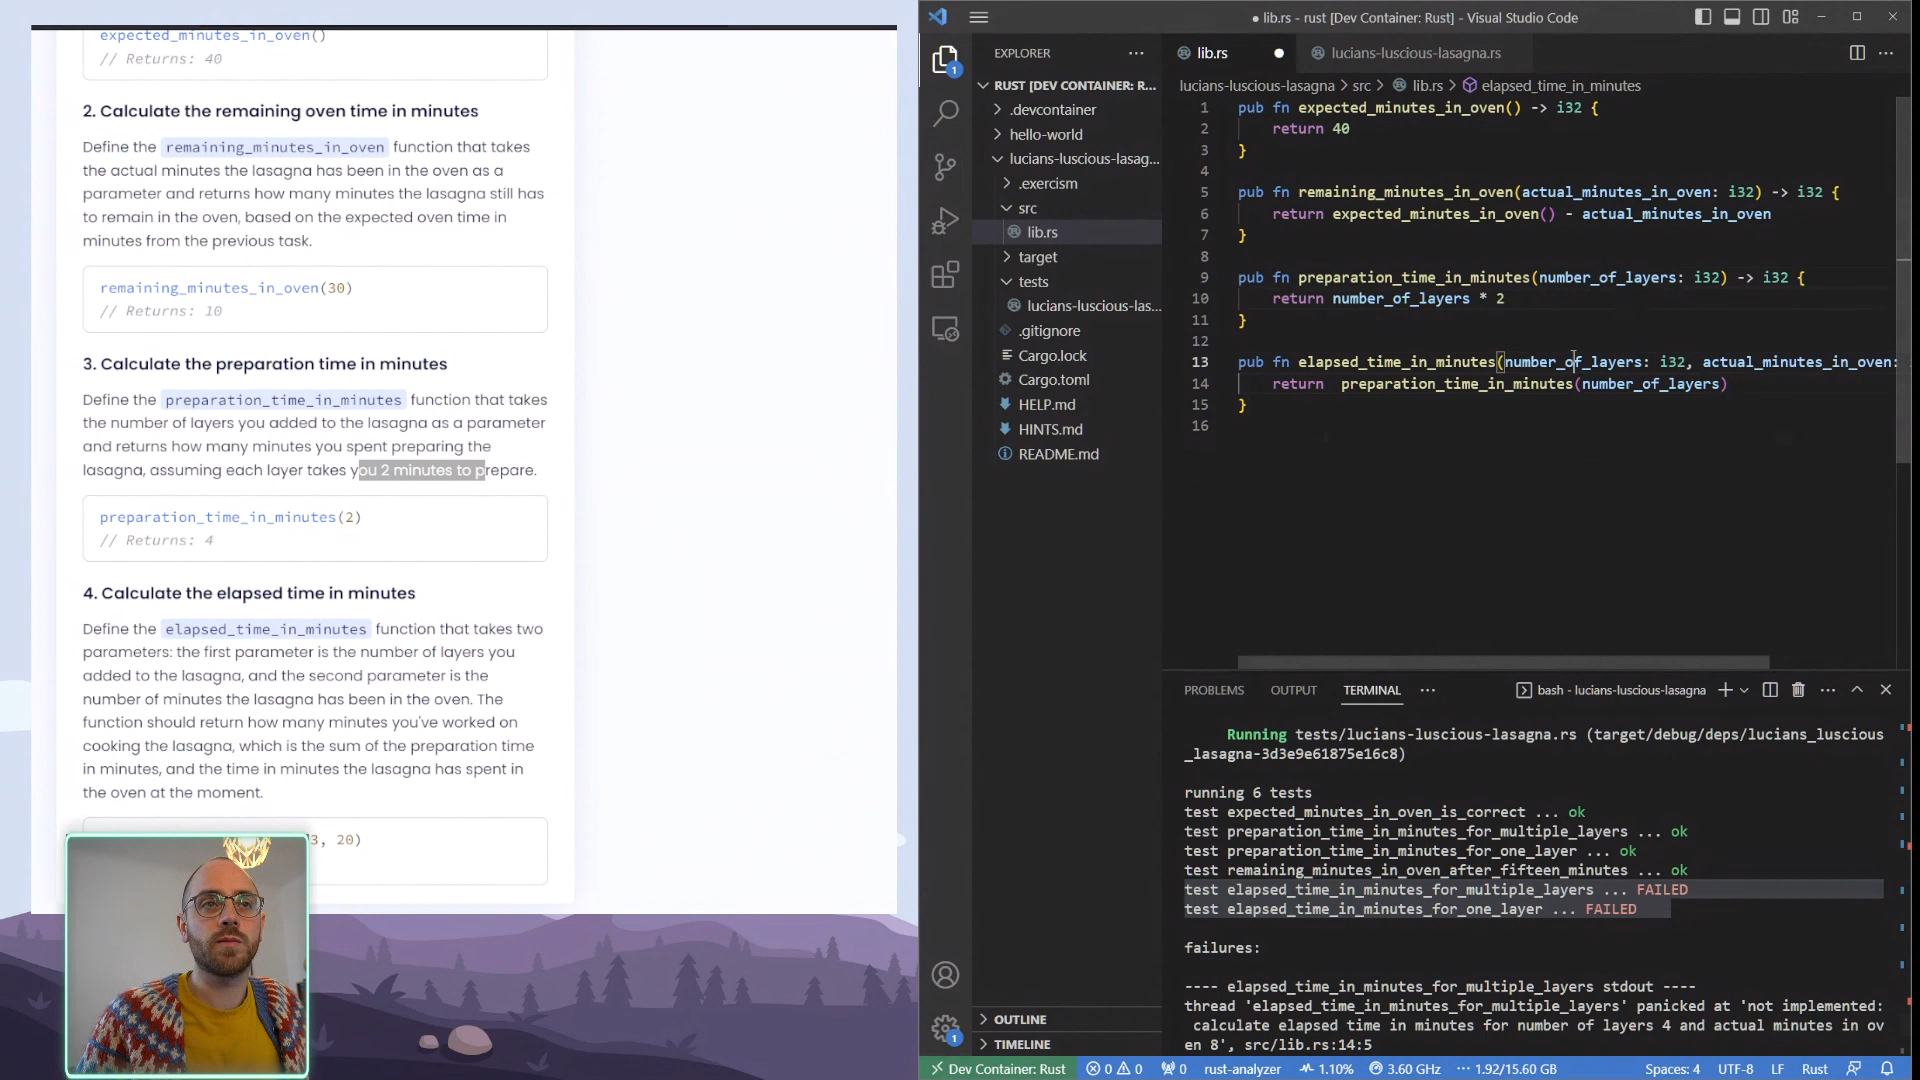 expected_minutes_in_oven()
// Returns: 40
2. Calculate the remaining oven time in minutes
Define the remaining_minutes_in_oven function that takes
the actual minutes the lasagna has been in the oven as a
parameter and returns how many minutes the lasagna still has
to remain in the oven, based on the expected oven time in
minutes from the previous task.
remaining_minutes_in_oven(30)
// Returns: 10
3. Calculate the preparation time in minutes
Define the preparation_time_in_minutes function that takes
the number of layers you added to the lasagna as a parameter
and returns how many minutes you spent preparing the
lasagna, assuming each layer takes you 2 minutes to prepare.
preparation_time_in_minutes(2)
// Returns: 4
4. Calculate the elapsed time in minutes
Define the elapsed_time_in_minutes function that takes two
parameters: the first parameter is the number of layers you
added to the lasagna, and the second parameter is the
number of minutes the lasagna has been in the oven. The
function should return how many minutes you've worked on
cooking the lasagna, which is the sum of the preparation time
in minutes, and the time in minutes the lasagna has spent in
the oven at the moment.
3, 20)
● lib.rs - rust [Dev Container: Rust] - Visual Studio Code
EXPLORER
RUST [DEV CONTAINER: R...
.devcontainer
hello-world
lucians-luscious-lasag...
.exercism
src
lib.rs
target
tests
lucians-luscious-las...
.gitignore
Cargo.lock
Cargo.toml
HELP.md
HINTS.md
README.md
OUTLINE
TIMELINE
lib.rs
lucians-luscious-lasagna.rs
lucians-luscious-lasagna > src > lib.rs > elapsed_time_in_minutes
1 pub fn expected_minutes_in_oven() -> i32 {
2 return 40
3 }
4
5 pub fn remaining_minutes_in_oven(actual_minutes_in_oven: i32) -> i32 {
6 return expected_minutes_in_oven() - actual_minutes_in_oven
7 }
8
9 pub fn preparation_time_in_minutes(number_of_layers: i32) -> i32 {
10 return number_of_layers * 2
11 }
12
13 pub fn elapsed_time_in_minutes(number_of_layers: i32, actual_minutes_in_oven:
14 return  preparation_time_in_minutes(number_of_layers)
15 }
16
PROBLEMS OUTPUT TERMINAL ··· bash - lucians-luscious-lasagna
Running tests/lucians-luscious-lasagna.rs (target/debug/deps/lucians_luscious
_lasagna-3d3e9e61875e16c8)
running 6 tests
test expected_minutes_in_oven_is_correct ... ok
test preparation_time_in_minutes_for_multiple_layers ... ok
test preparation_time_in_minutes_for_one_layer ... ok
test remaining_minutes_in_oven_after_fifteen_minutes ... ok
test elapsed_time_in_minutes_for_multiple_layers ... FAILED
test elapsed_time_in_minutes_for_one_layer ... FAILED
failures:
---- elapsed_time_in_minutes_for_multiple_layers stdout ----
thread 'elapsed_time_in_minutes_for_multiple_layers' panicked at 'not implemented:
calculate elapsed time in minutes for number of layers 4 and actual minutes in ov
en 8', src/lib.rs:14:5
1
1
Dev Container: Rust 0 0 0 rust-analyzer 1.10% 3.60 GHz ··· 1.92/15.60 GB Spaces: 4 UTF-8 LF Rust